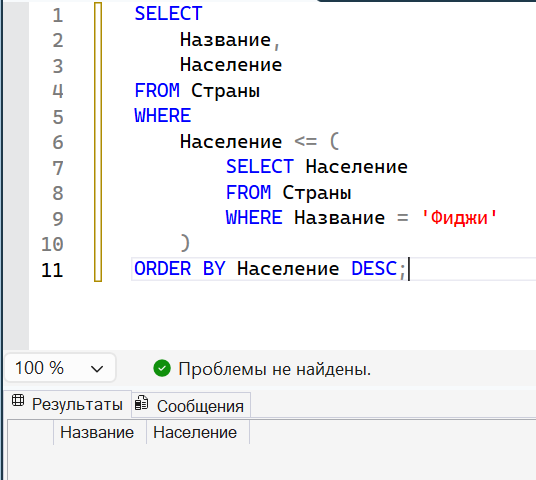 1 SELECT
2 Название,
3 Население
4 FROM Страны
5 WHERE
6 Население <= (
7 SELECT Население
8 FROM Страны
9 WHERE Название = 'Фиджи'
10 )
11 ORDER BY Население DESC;
100 % Проблемы не найдены.
Результаты Сообщения
Название Население